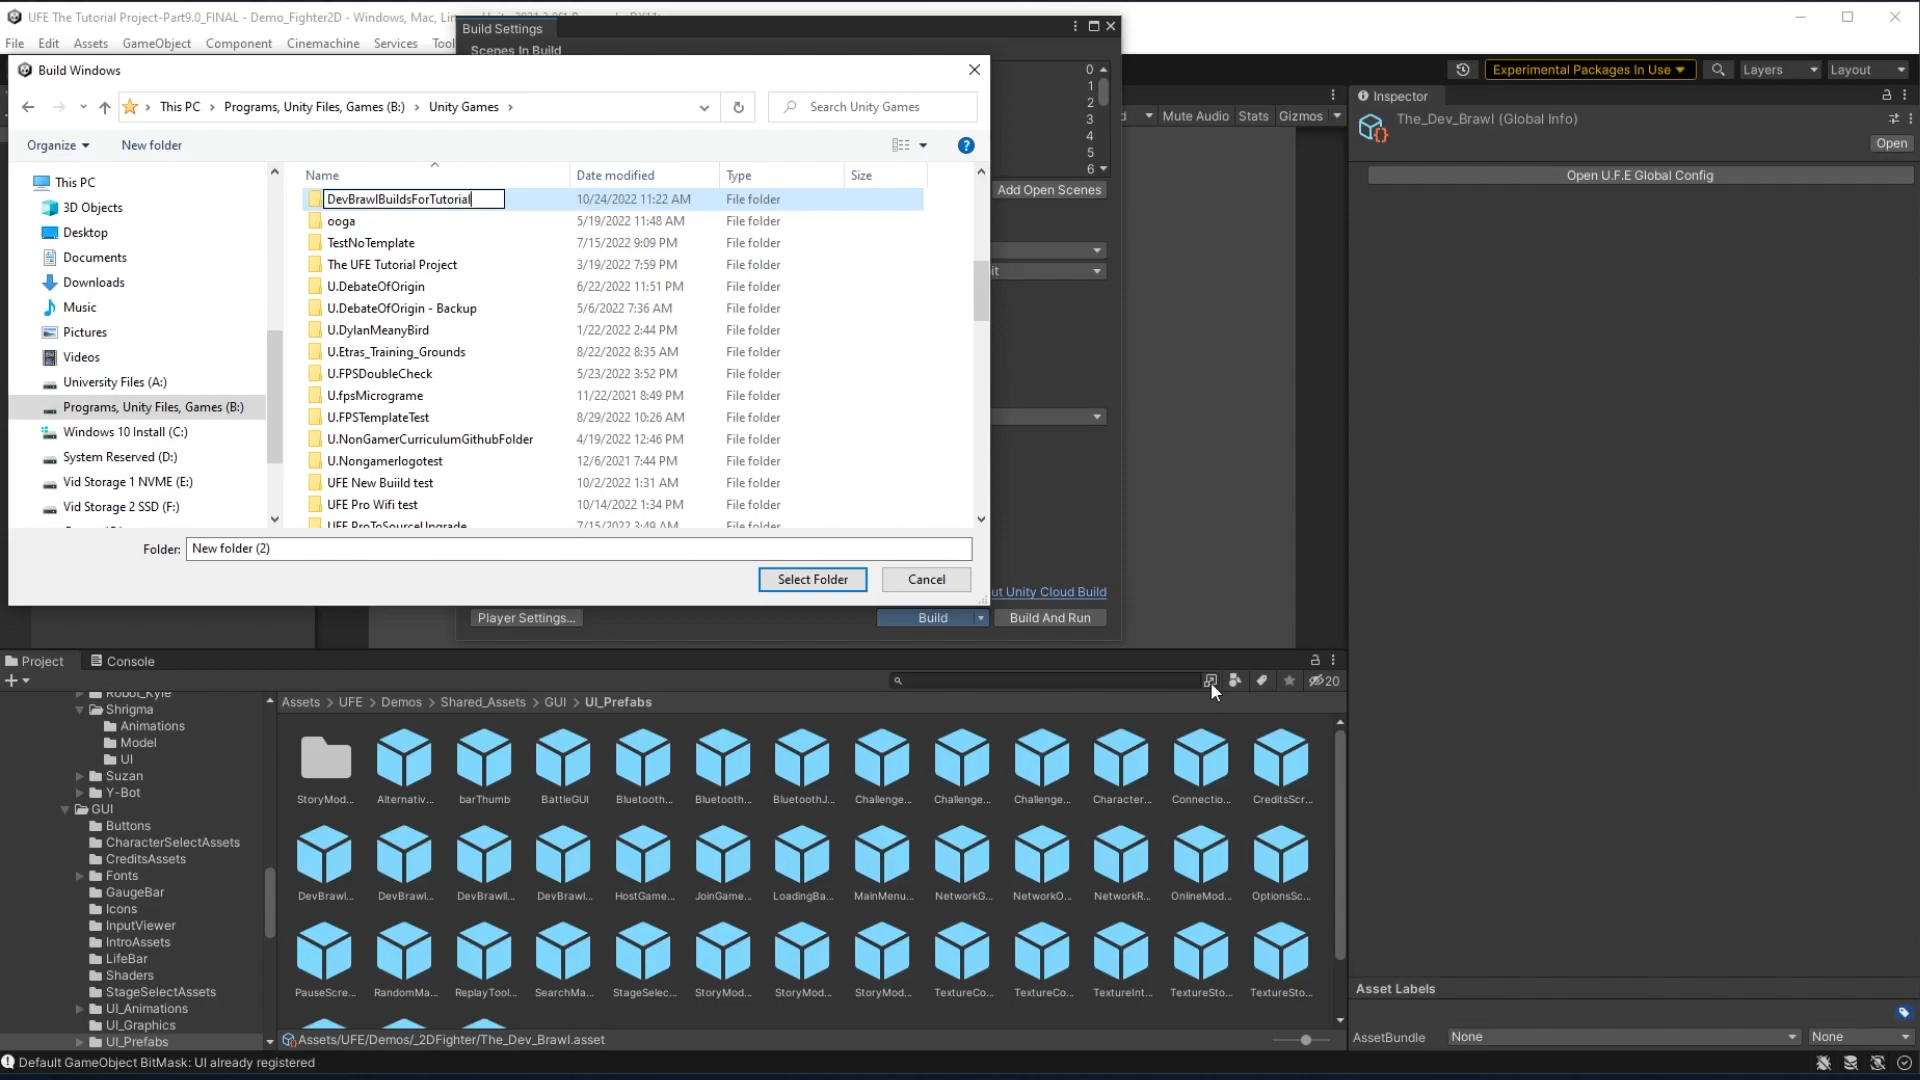 UFE The Tutorial Project-Part9.0_FINAL - Demo_Fighter2D - Windows, Mac, Lin
File Edit Assets GameObject Component Cinemachine Services Tool
Build Settings
Scenes In Build
Build Windows
This PC > Programs, Unity Files, Games (B:) > Unity Games >
Search Unity Games
Organize
New folder
Name
Date modified
Type
Size
This PC
3D Objects
Desktop
Documents
Downloads
Music
Pictures
Videos
University Files (A:)
Programs, Unity Files, Games (B:)
Windows 10 Install (C:)
System Reserved (D:)
Vid Storage 1 NVME (E:)
Vid Storage 2 SSD (F:)
DevBrawlBuildsForTutorial 10/24/2022 11:22 AM File folder
ooga 5/19/2022 11:48 AM File folder
TestNoTemplate 7/15/2022 9:09 PM File folder
The UFE Tutorial Project 3/19/2022 7:59 PM File folder
U.DebateOfOrigin 6/22/2022 11:51 PM File folder
U.DebateOfOrigin - Backup 5/6/2022 7:36 AM File folder
U.DylanMeanyBird 1/22/2022 2:44 PM File folder
U.Etras_Training_Grounds 8/22/2022 8:35 AM File folder
U.FPSDoubleCheck 5/23/2022 3:52 PM File folder
U.fpsMicrograme 11/22/2021 8:49 PM File folder
U.FPSTemplateTest 8/29/2022 10:26 AM File folder
U.NonGamerCurriculumGithubFolder 4/19/2022 12:46 PM File folder
U.Nongamerlogotest 12/6/2021 7:44 PM File folder
UFE New Buiild test 10/2/2022 1:31 AM File folder
UFE Pro Wifi test 10/14/2022 1:34 PM File folder
UFE ProToSourceUpgrade 7/15/2022 3:49 AM File folder
Folder: New folder (2)
Select Folder
Cancel
0
1
2
3
4
5
6
Add Open Scenes
it
ut Unity Cloud Build
Player Settings...
Build
Build And Run
Experimental Packages In Use
Layers
Layout
d
Mute Audio
Stats
Gizmos
Inspector
The_Dev_Brawl (Global Info)
Open
Open U.F.E Global Config
Project
Console
20
Robot_Kyle
Shrigma
Animations
Model
UI
Suzan
Y-Bot
GUI
Buttons
CharacterSelectAssets
CreditsAssets
Fonts
GaugeBar
Icons
InputViewer
IntroAssets
LifeBar
Shaders
StageSelectAssets
UI_Animations
UI_Graphics
UI_Prefabs
Assets > UFE > Demos > Shared_Assets > GUI > UI_Prefabs
StoryMod... Alternativ... barThumb BattleGUI Bluetooth... Bluetooth... BluetoothJ... Challenge... Challenge... Challenge... Character... Connectio... CreditsScr...
DevBrawl... DevBrawl... DevBrawlI... DevBrawl... HostGame... JoinGame... LoadingBa... MainMenu... NetworkG... NetworkO... NetworkR... OnlineMod... OptionsSc...
PauseScre... RandomMa... ReplayTool... SearchMa... StageSelec... StoryMod... StoryMod... StoryMod... TextureCo... TextureCo... TextureInt... TextureSto... TextureSto...
Assets/UFE/Demos/_2DFighter/The_Dev_Brawl.asset
Asset Labels
AssetBundle
None
None
Default GameObject BitMask: UI already registered